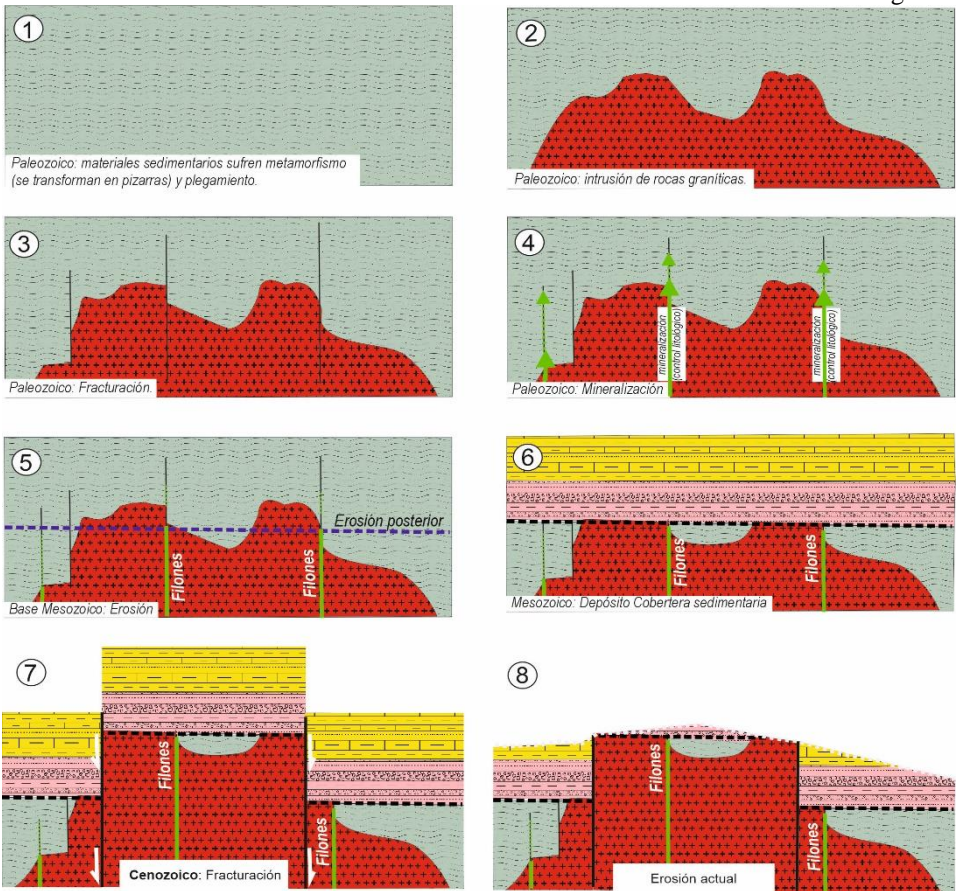 1
Paleozoico: materiales sedimentarios sufren metamorfismo
(se transforman en pizarras) y plegamiento.
2
Paleozoico: intrusión de rocas graníticas.
3
Paleozoico: Fracturación.
4
mineralización
(control litológico)
mineralización
(control litológico)
Paleozoico: Mineralización
5
Erosión posterior
Filones
Filones
Base Mesozoico: Erosión
6
Filones
Filones
Mesozoico: Depósito Cobertera sedimentaria
7
Filones
Filones
Cenozoico: Fracturación
8
Filones
Filones
Erosión actual